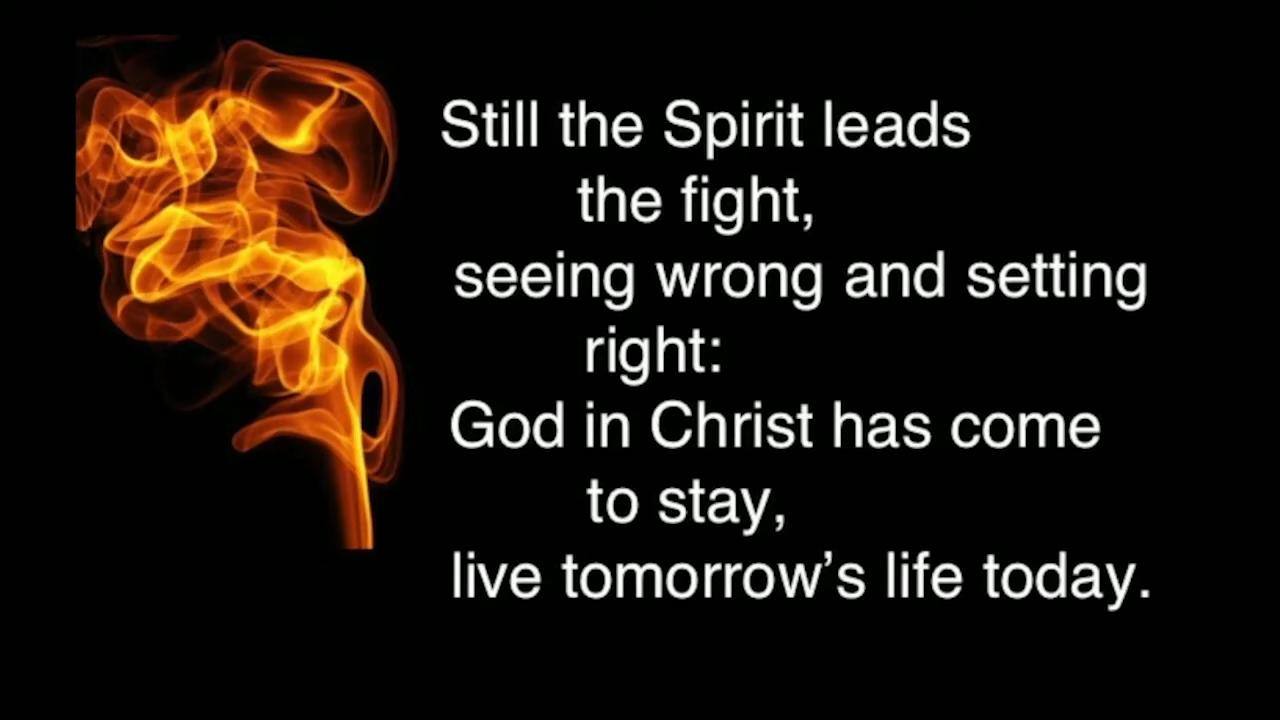 Still the Spirit leads
the fight,
seeing wrong and setting
right:
God in Christ has come
to stay,
live tomorrow’s life today.